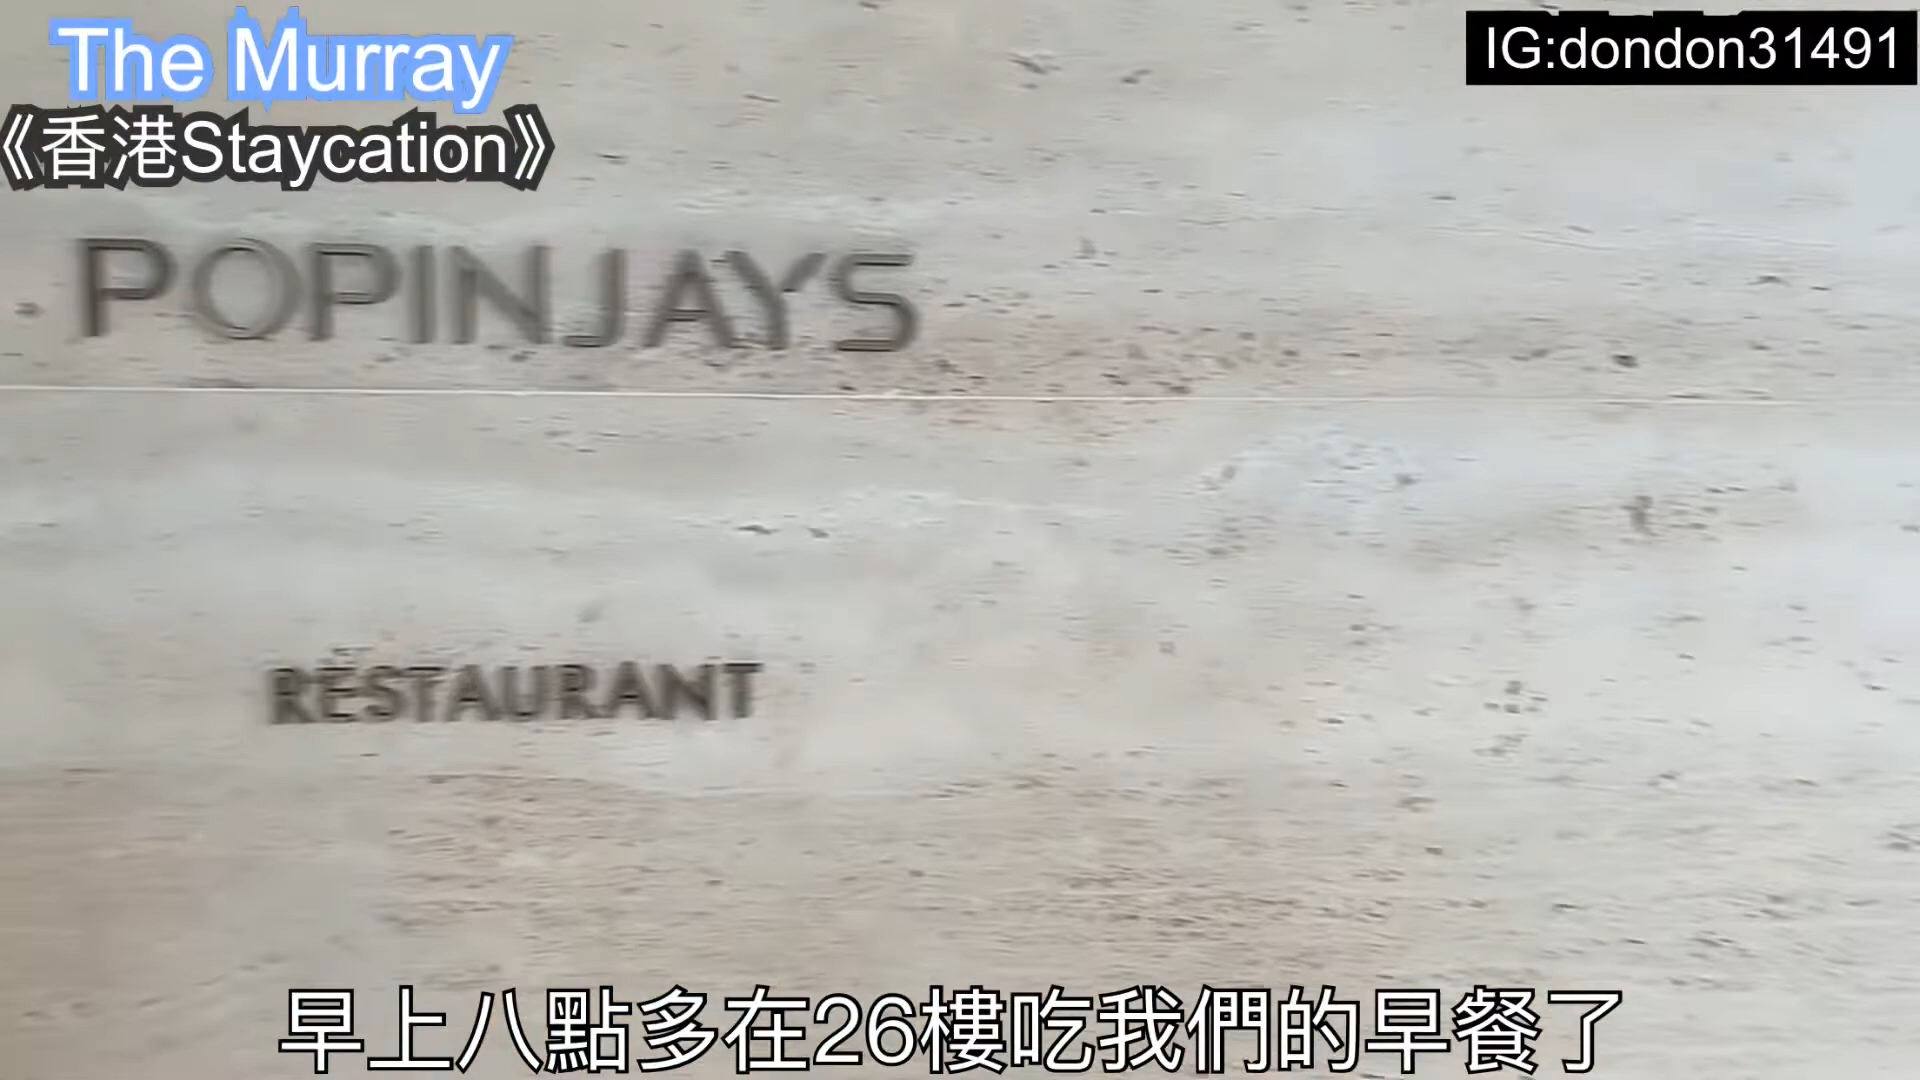 The Murray
IG:dondon31491
《香港Staycation》
POPINJAYS
RESTAURANT
早上八點多在26樓吃我們的早餐了